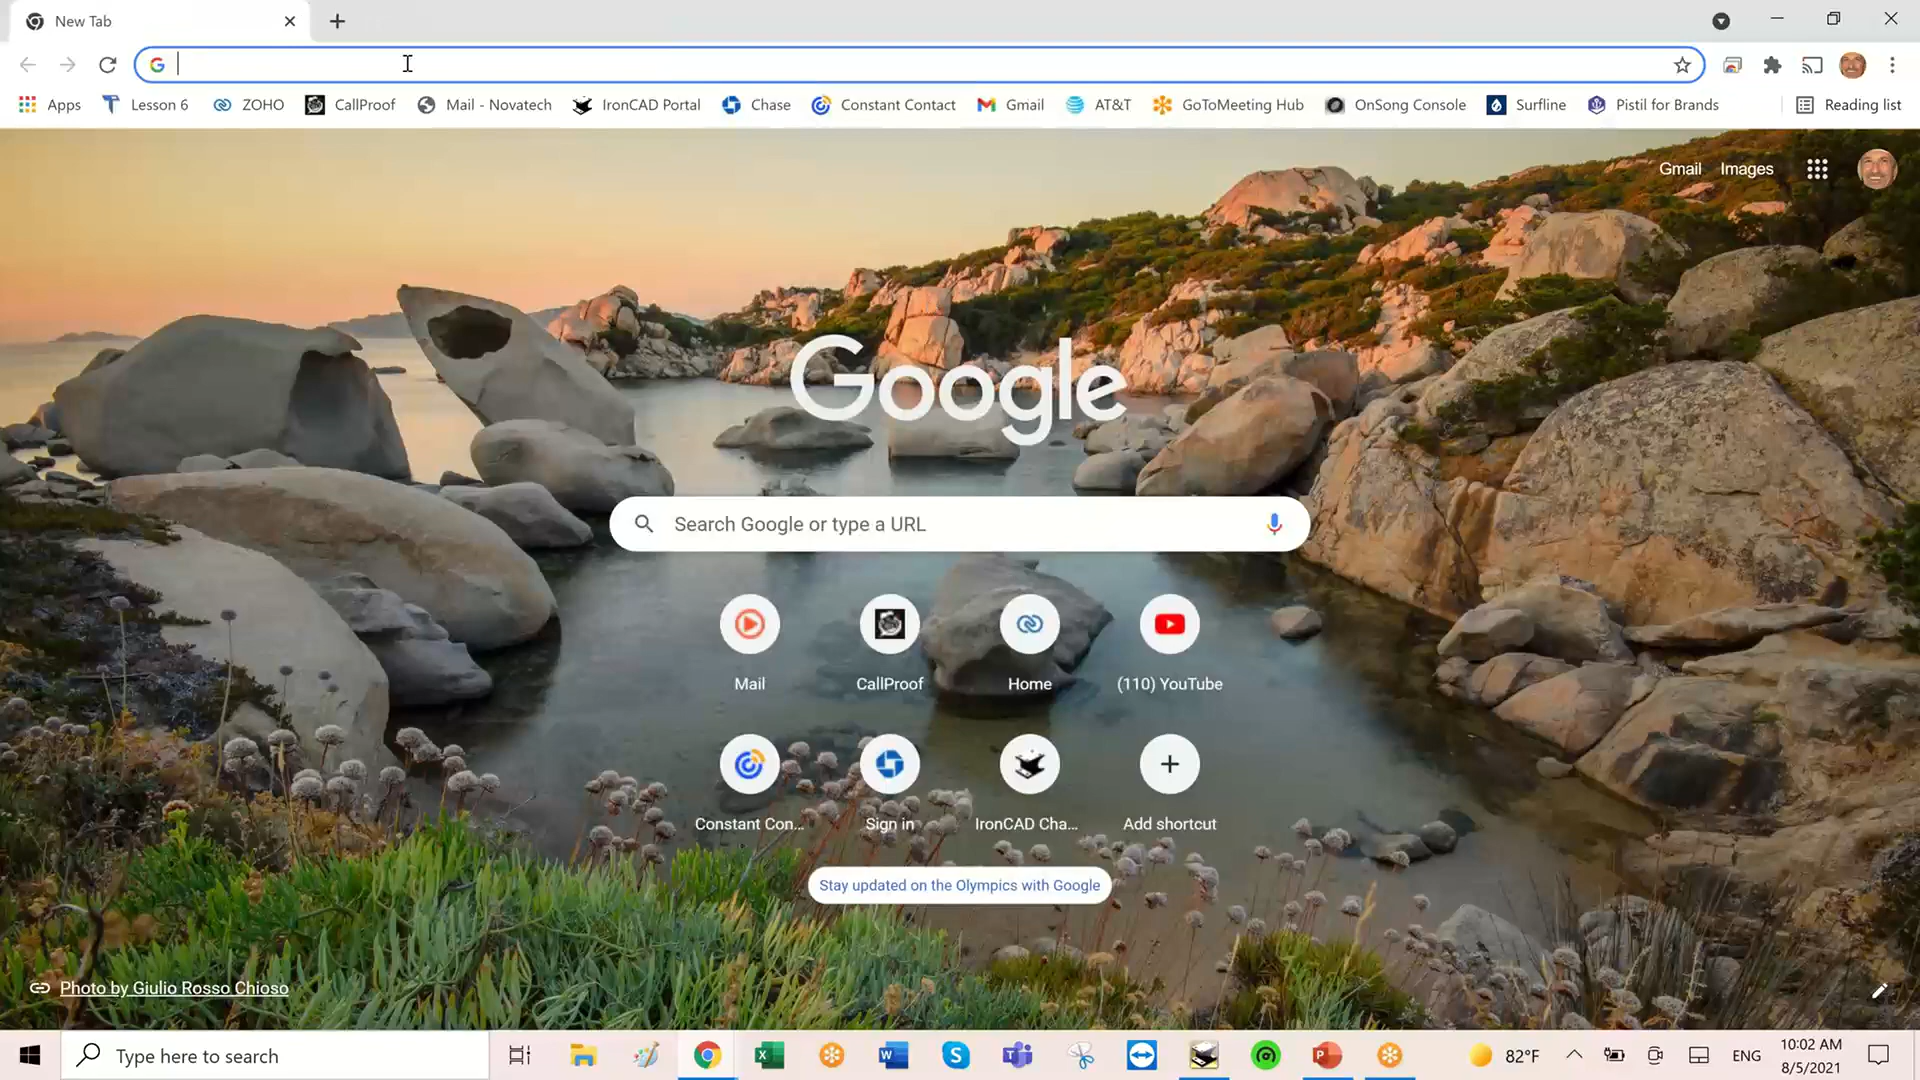 New Tab
Apps Lesson 6 ZOHO CallProof Mail - Novatech IronCAD Portal Chase Constant Contact Gmail AT&T GoToMeeting Hub OnSong Console Surfline Pistil for Brands Reading list
Gmail Images
Google
Search Google or type a URL
Mail CallProof Home (110) YouTube
Constant Con... Sign in IronCAD Cha... Add shortcut
Stay updated on the Olympics with Google
Photo by Giulio Rosso Chioso
Type here to search
82°F ENG
10:02 AM
8/5/2021